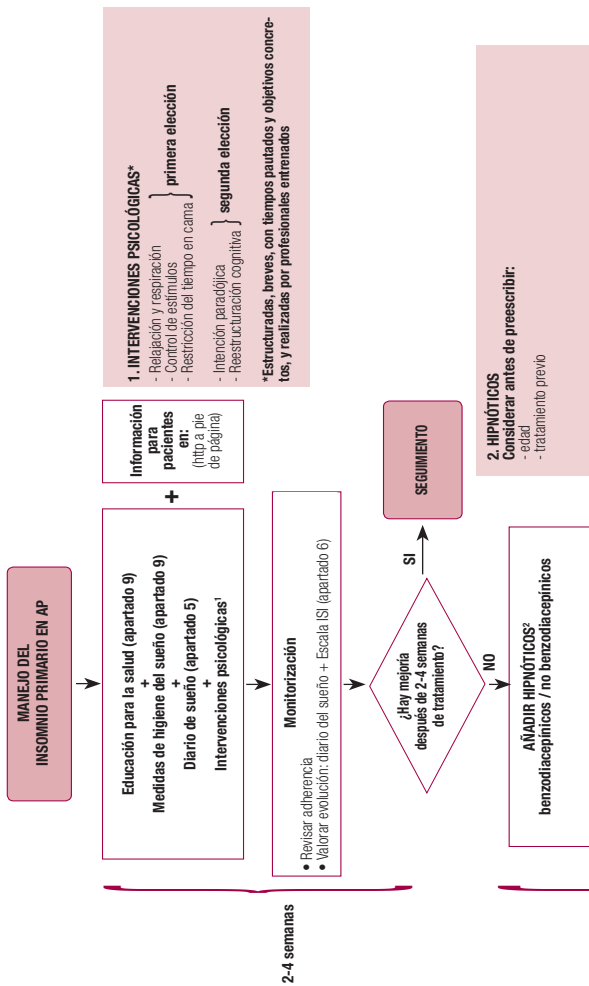 MANEJO DEL
INSOMNIO PRIMARIO EN AP
Educación para la salud (apartado 9)
+
Medidas de higiene del sueño (apartado 9)
+
Diario de sueño (apartado 5)
+
Intervenciones psicológicas¹
+
Información
para
pacientes
en:
(http a pie
de página)
1. INTERVENCIONES PSICOLÓGICAS*
- Relajación y respiración
- Control de estímulos
- Restricción del tiempo en cama
primera elección
- Intención paradójica
- Reestructuración cognitiva
segunda elección
*Estructuradas, breves, con tiempos pautados y objetivos concre-
tos, y realizadas por profesionales entrenados
Monitorización
• Revisar adherencia
• Valorar evolución: diario del sueño + Escala ISI (apartado 6)
2-4 semanas
¿Hay mejoría
después de 2-4 semanas
de tratamiento?
SI
SEGUIMIENTO
NO
AÑADIR HIPNÓTICOS²
benzodiacepínicos / no benzodiacepínicos
2. HIPNÓTICOS
Considerar antes de preescribir:
- edad
- tratamiento previo